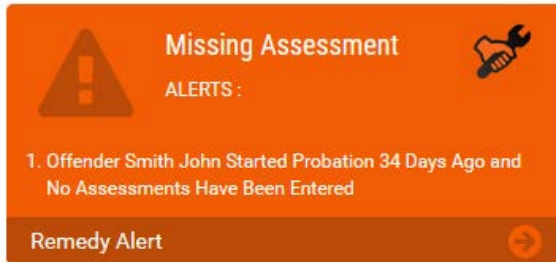 Missing Assessment
ALERTS :
1. Offender Smith John Started Probation 34 Days Ago and
No Assessments Have Been Entered
Remedy Alert